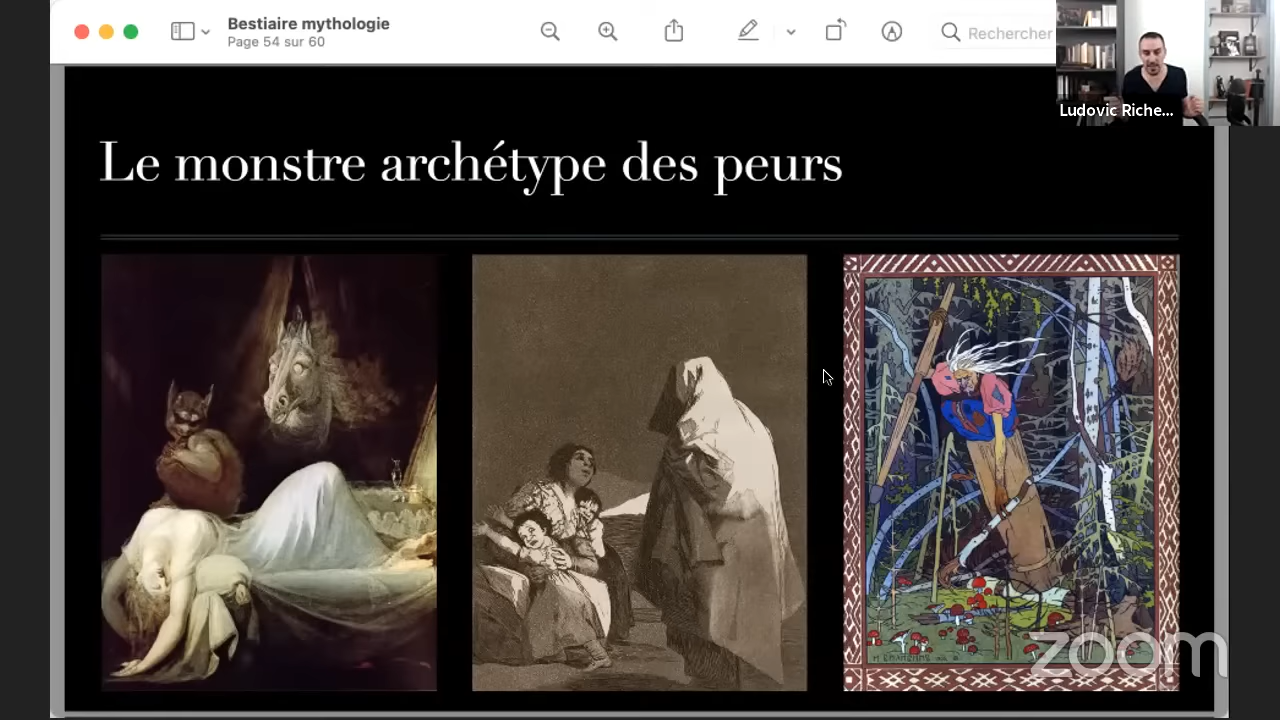 Bestiaire mythologie
Page 54 sur 60
Rechercher
Ludovic Riche...
Le monstre archétype des peurs
zoom